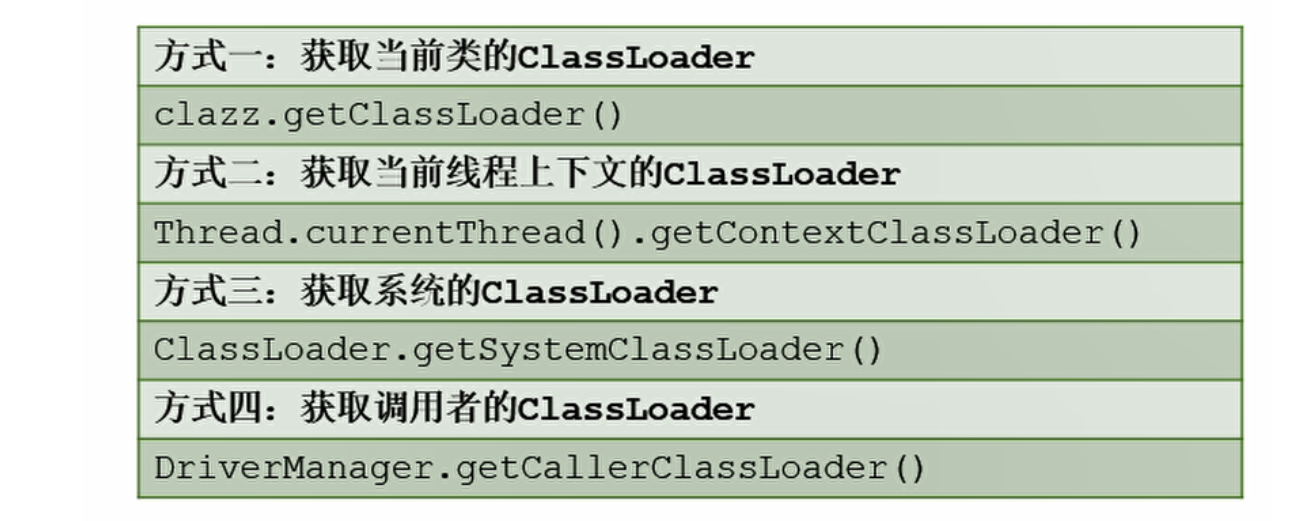 方式一：获取当前类的ClassLoader
clazz.getClassLoader()
方式二：获取当前线程上下文的ClassLoader
Thread.currentThread().getContextClassLoader()
方式三：获取系统的ClassLoader
ClassLoader.getSystemClassLoader()
方式四：获取调用者的ClassLoader
DriverManager.getCallerClassLoader()